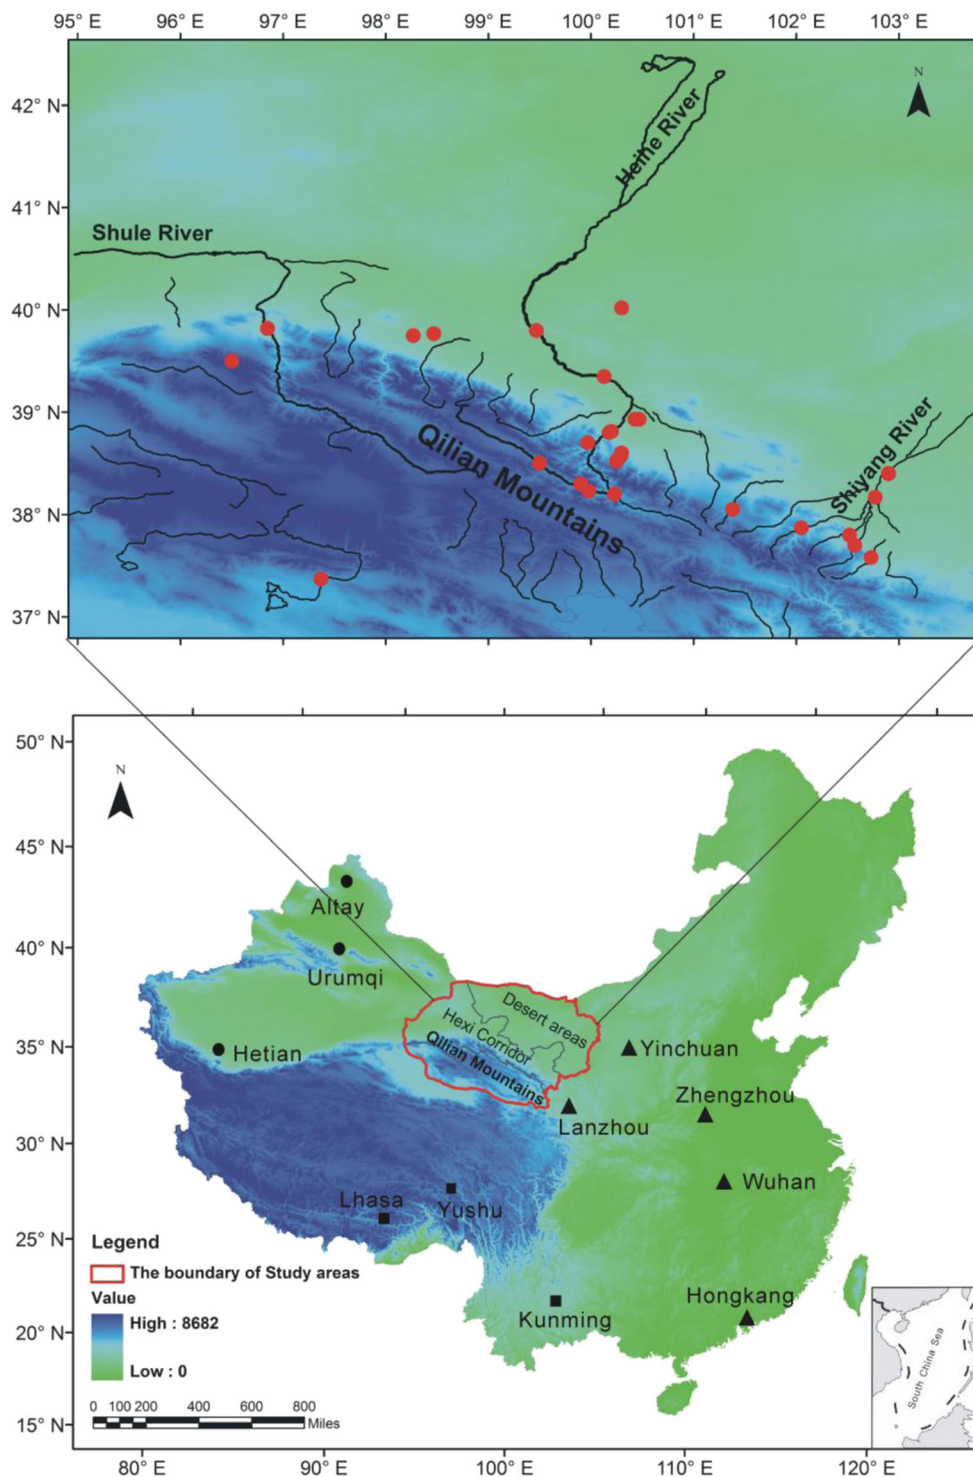 95° E 96° E 97° E 98° E 99° E 100° E 101° E 102° E 103° E
N
42° N
Heihe River
41° N
Shule River
40° N
39° N
Qilian Mountains
Shiyang River
38° N
37° N
50° N
N
45° N
Altay
40° N
Urumqi
Desert areas
Hexi Corridor
35° N
Hetian
Qilian Mountains
Yinchuan
Zhengzhou
Lanzhou
30° N
Wuhan
Lhasa
Yushu
25° N
Legend
The boundary of Study areas
Value
High : 8682
Low : 0
Hongkang
Kunming
20° N
South China Sea
0 100 200 400 600 800
Miles
15° N
80° E 90° E 100° E 110° E 120° E